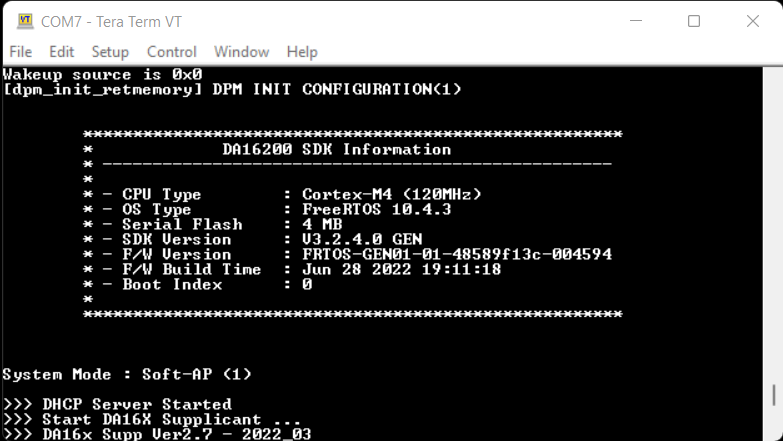 COM7 - Tera Term VT
File Edit Setup Control Window Help
Wakeup source is 0x0
[dpm_init_retmemory] DPM INIT CONFIGURATION(1)
******************************************************
* DA16200 SDK Information
* ---------------------------------------------------
*
* - CPU Type : Cortex-M4 (120MHz)
* - OS Type : FreeRTOS 10.4.3
* - Serial Flash : 4 MB
* - SDK Version : V3.2.4.0 GEN
* - F/W Version : FRTOS-GEN01-01-48589f13c-004594
* - F/W Build Time : Jun 28 2022 19:11:18
* - Boot Index : 0
*
******************************************************
System Mode : Soft-AP (1)
>>> DHCP Server Started
>>> Start DA16X Supplicant ...
>>> DA16x Supp Ver2.7 - 2022_03